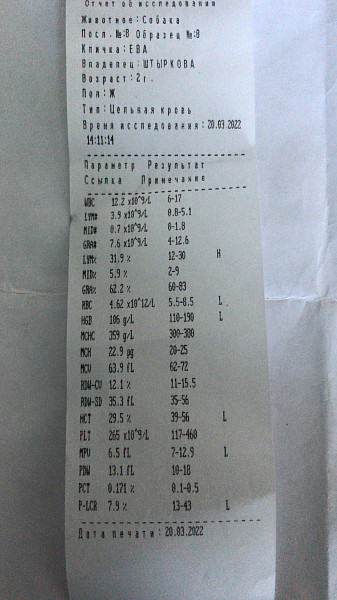 Отчет об исследовании
Животное: Собака
Посл. №:8 Образец №:8
Кличка: ЕВА
Владелец: ШТЫРКОВА
Возраст: 2г.
Пол: Ж
Тип: Цельная кровь
Время исследования: 20.03.2022
14:11:14
Параметр Результат
Ссылка Примечание
WBC 12.2 x10^9/L 6-17
LYM# 3.9 x10^9/L 0.8-5.1
MID# 0.7 x10^9/L 0-1.8
GRA# 7.6 x10^9/L 4-12.6
LYM% 31.9 % 12-30 H
MID% 5.9 % 2-9
GRA% 62.2 % 60-83
RBC 4.62 x10^12/L 5.5-8.5 L
HGB 106 g/L 110-190 L
MCHC 359 g/L 300-380
MCH 22.9 pg 20-25
MCV 63.9 fL 62-72
RDW-CV 12.1 % 11-15.5
RDW-SD 35.3 fL 35-56
HCT 29.5 % 39-56 L
PLT 265 x10^9/L 117-460
MPV 6.5 fL 7-12.9 L
PDW 13.1 fL 10-18
PCT 0.171 % 0.1-0.5
P-LCR 7.9 % 13-43 L
Дата печати: 20.03.2022